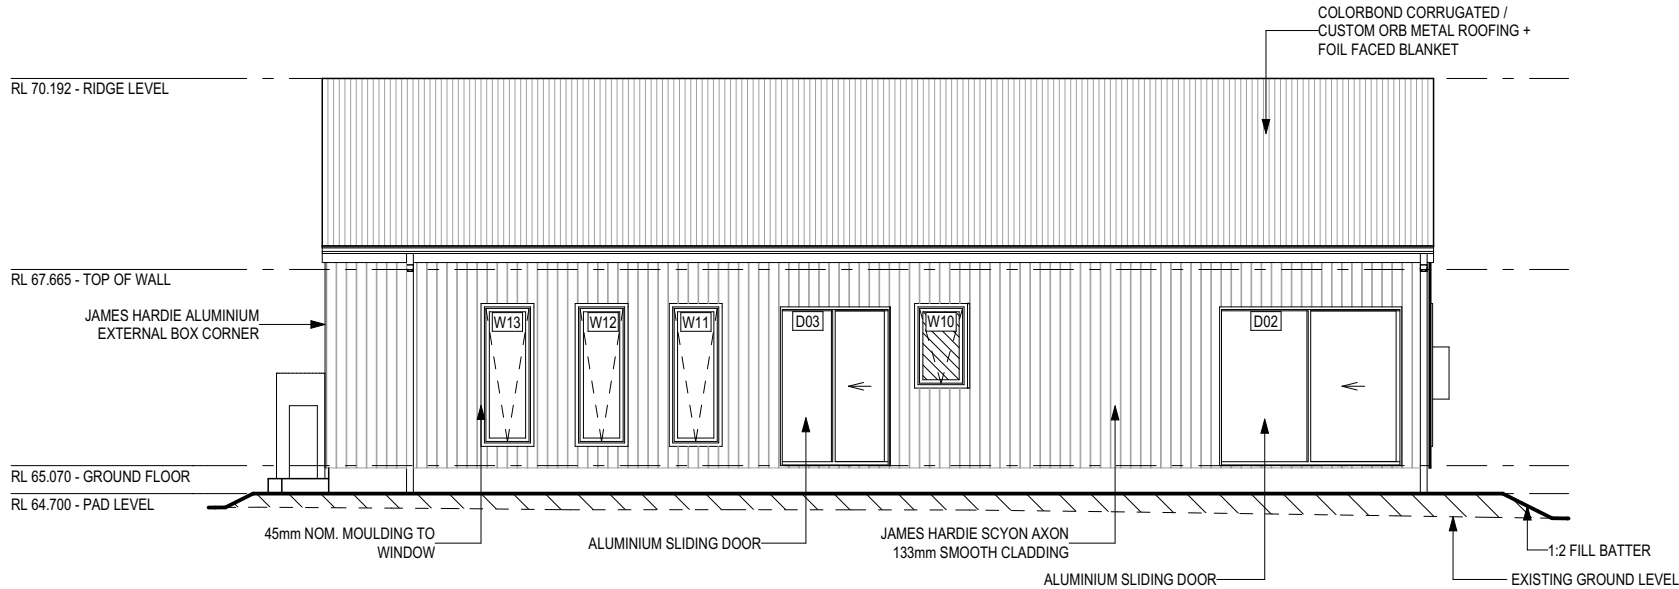 COLORBOND CORRUGATED /
CUSTOM ORB METAL ROOFING +
FOIL FACED BLANKET
RL 70.192 - RIDGE LEVEL
RL 67.665 - TOP OF WALL
JAMES HARDIE ALUMINIUM
EXTERNAL BOX CORNER
W13
W12
W11
D03
W10
D02
RL 65.070 - GROUND FLOOR
RL 64.700 - PAD LEVEL
45mm NOM. MOULDING TO
WINDOW
ALUMINIUM SLIDING DOOR
JAMES HARDIE SCYON AXON
133mm SMOOTH CLADDING
1:2 FILL BATTER
ALUMINIUM SLIDING DOOR
EXISTING GROUND LEVEL